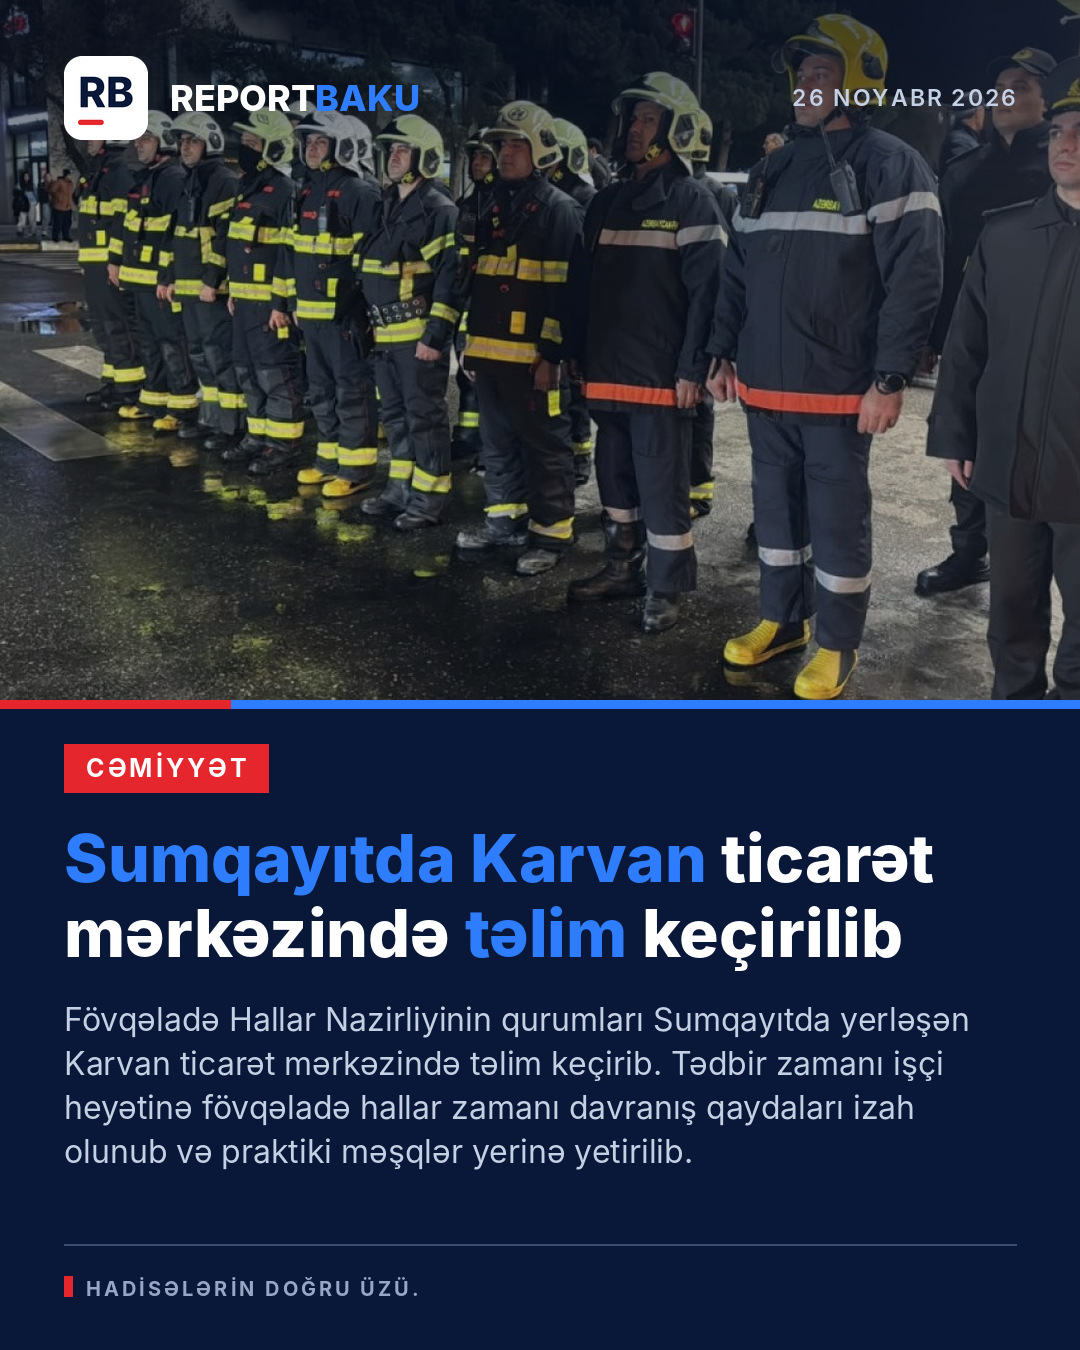 RB
REPORTBAKU
26 NOYABR 2026
AZƏRBAYCAN
CƏMİYYƏT
Sumqayıtda Karvan ticarət
mərkəzində təlim keçirilib
Fövqəladə Hallar Nazirliyinin qurumları Sumqayıtda yerləşən
Karvan ticarət mərkəzində təlim keçirib. Tədbir zamanı işçi
heyətinə fövqəladə hallar zamanı davranış qaydaları izah
olunub və praktiki məşqlər yerinə yetirilib.
HADİSƏLƏRİN DOĞRU ÜZÜ.